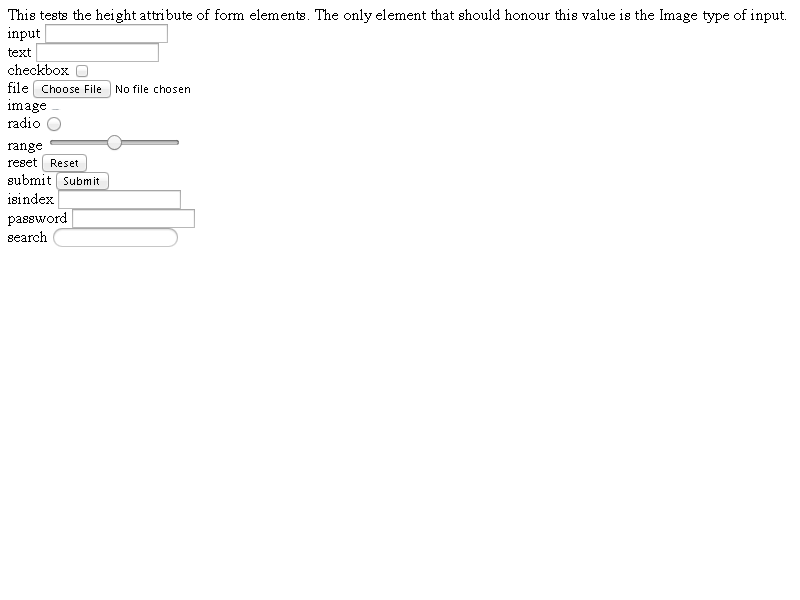 This tests the height attribute of form elements. The only element that should honour this value is the Image type of input.
input
text
checkbox
file Choose File No file chosen
image
radio
range
reset Reset
submit Submit
isindex
password
search